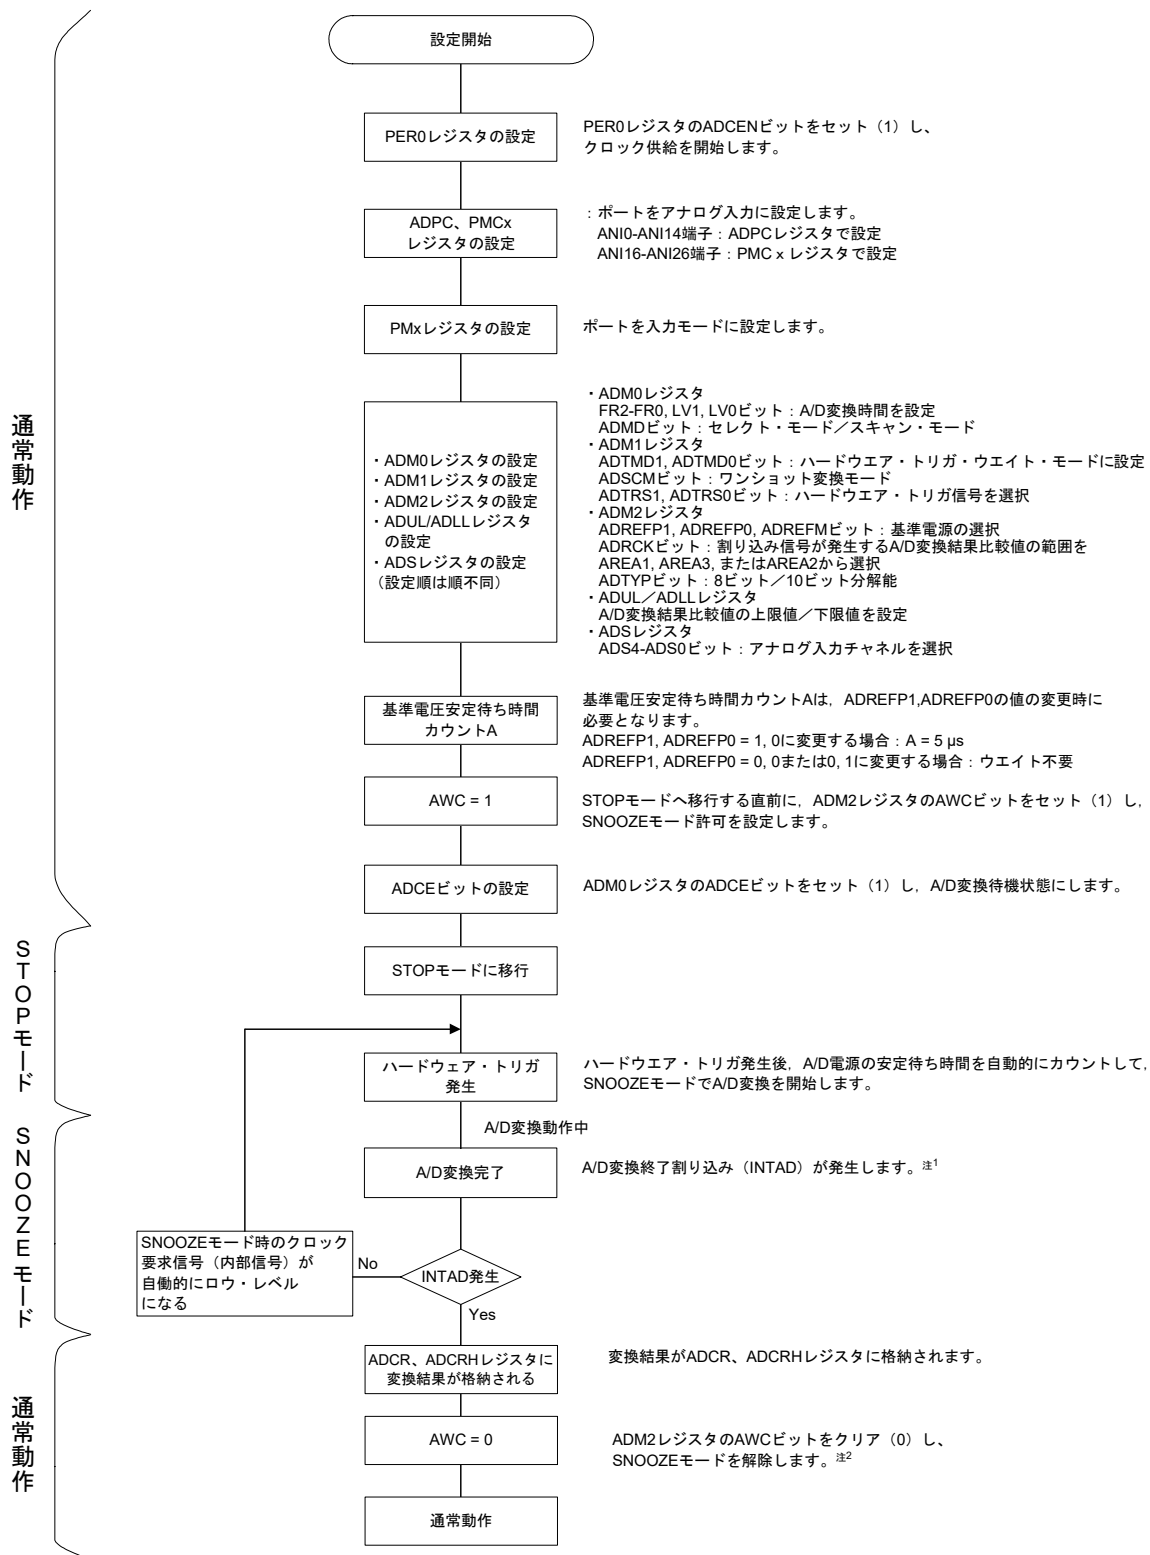 通常動作
設定開始
PER0レジスタの設定
PER0レジスタのADCENビットをセット（1）し、
クロック供給を開始します。
ADPC、PMCx
レジスタの設定
：ポートをアナログ入力に設定します。
ANI0-ANI14端子：ADPCレジスタで設定
ANI16-ANI26端子：PMC x レジスタで設定
PMxレジスタの設定
ポートを入力モードに設定します。
・ADM0レジスタの設定
・ADM1レジスタの設定
・ADM2レジスタの設定
・ADUL/ADLLレジスタ
の設定
・ADSレジスタの設定
（設定順は順不同）
・ADM0レジスタ
FR2-FR0, LV1, LV0ビット：A/D変換時間を設定
ADMDビット：セレクト・モード／スキャン・モード
・ADM1レジスタ
ADTMD1, ADTMD0ビット：ハードウエア・トリガ・ウエイト・モードに設定
ADSCMビット：ワンショット変換モード
ADTRS1, ADTRS0ビット：ハードウエア・トリガ信号を選択
・ADM2レジスタ
ADREFP1, ADREFP0, ADREFMビット：基準電源の選択
ADRCKビット：割り込み信号が発生するA/D変換結果比較値の範囲を
AREA1, AREA3, またはAREA2から選択
ADTYPビット：8ビット／10ビット分解能
・ADUL／ADLLレジスタ
A/D変換結果比較値の上限値／下限値を設定
・ADSレジスタ
ADS4-ADS0ビット：アナログ入力チャネルを選択
基準電圧安定待ち時間
カウントA
基準電圧安定待ち時間カウントAは，ADREFP1,ADREFP0の値の変更時に
必要となります。
ADREFP1, ADREFP0 = 1, 0に変更する場合：A = 5 µs
ADREFP1, ADREFP0 = 0, 0または0, 1に変更する場合：ウエイト不要
AWC = 1
STOPモードへ移行する直前に，ADM2レジスタのAWCビットをセット（1）し，
SNOOZEモード許可を設定します。
ADCEビットの設定
ADM0レジスタのADCEビットをセット（1）し，A/D変換待機状態にします。
STOPモード
STOPモードに移行
ハードウェア・トリガ
発生
ハードウエア・トリガ発生後，A/D電源の安定待ち時間を自動的にカウントして，
SNOOZEモードでA/D変換を開始します。
SNOOZEモード
A/D変換動作中
A/D変換完了
A/D変換終了割り込み（INTAD）が発生します。注1
SNOOZEモード時のクロック
要求信号（内部信号）が
自働的にロウ・レベル
になる
No
INTAD発生
Yes
通常動作
ADCR、ADCRHレジスタに
変換結果が格納される
変換結果がADCR、ADCRHレジスタに格納されます。
AWC = 0
ADM2レジスタのAWCビットをクリア（0）し、
SNOOZEモードを解除します。注2
通常動作